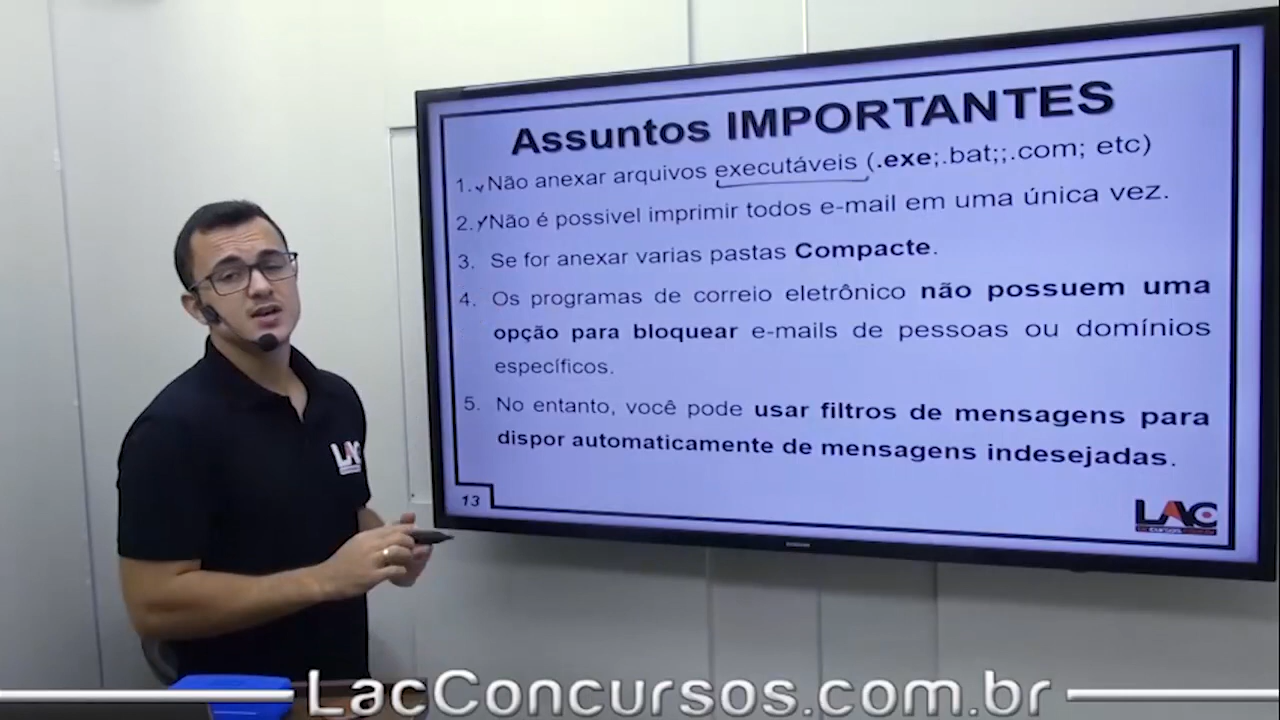 Assuntos IMPORTANTES
1. Não anexar arquivos executáveis (.exe;.bat;;.com; etc)
2. Não é possivel imprimir todos e-mail em uma única vez.
3. Se for anexar varias pastas Compacte.
4. Os programas de correio eletrônico não possuem uma
opção para bloquear e-mails de pessoas ou domínios
específicos.
5. No entanto, você pode usar filtros de mensagens para
dispor automaticamente de mensagens indesejadas.
13
LAC
LAC
LacConcursos.com.br